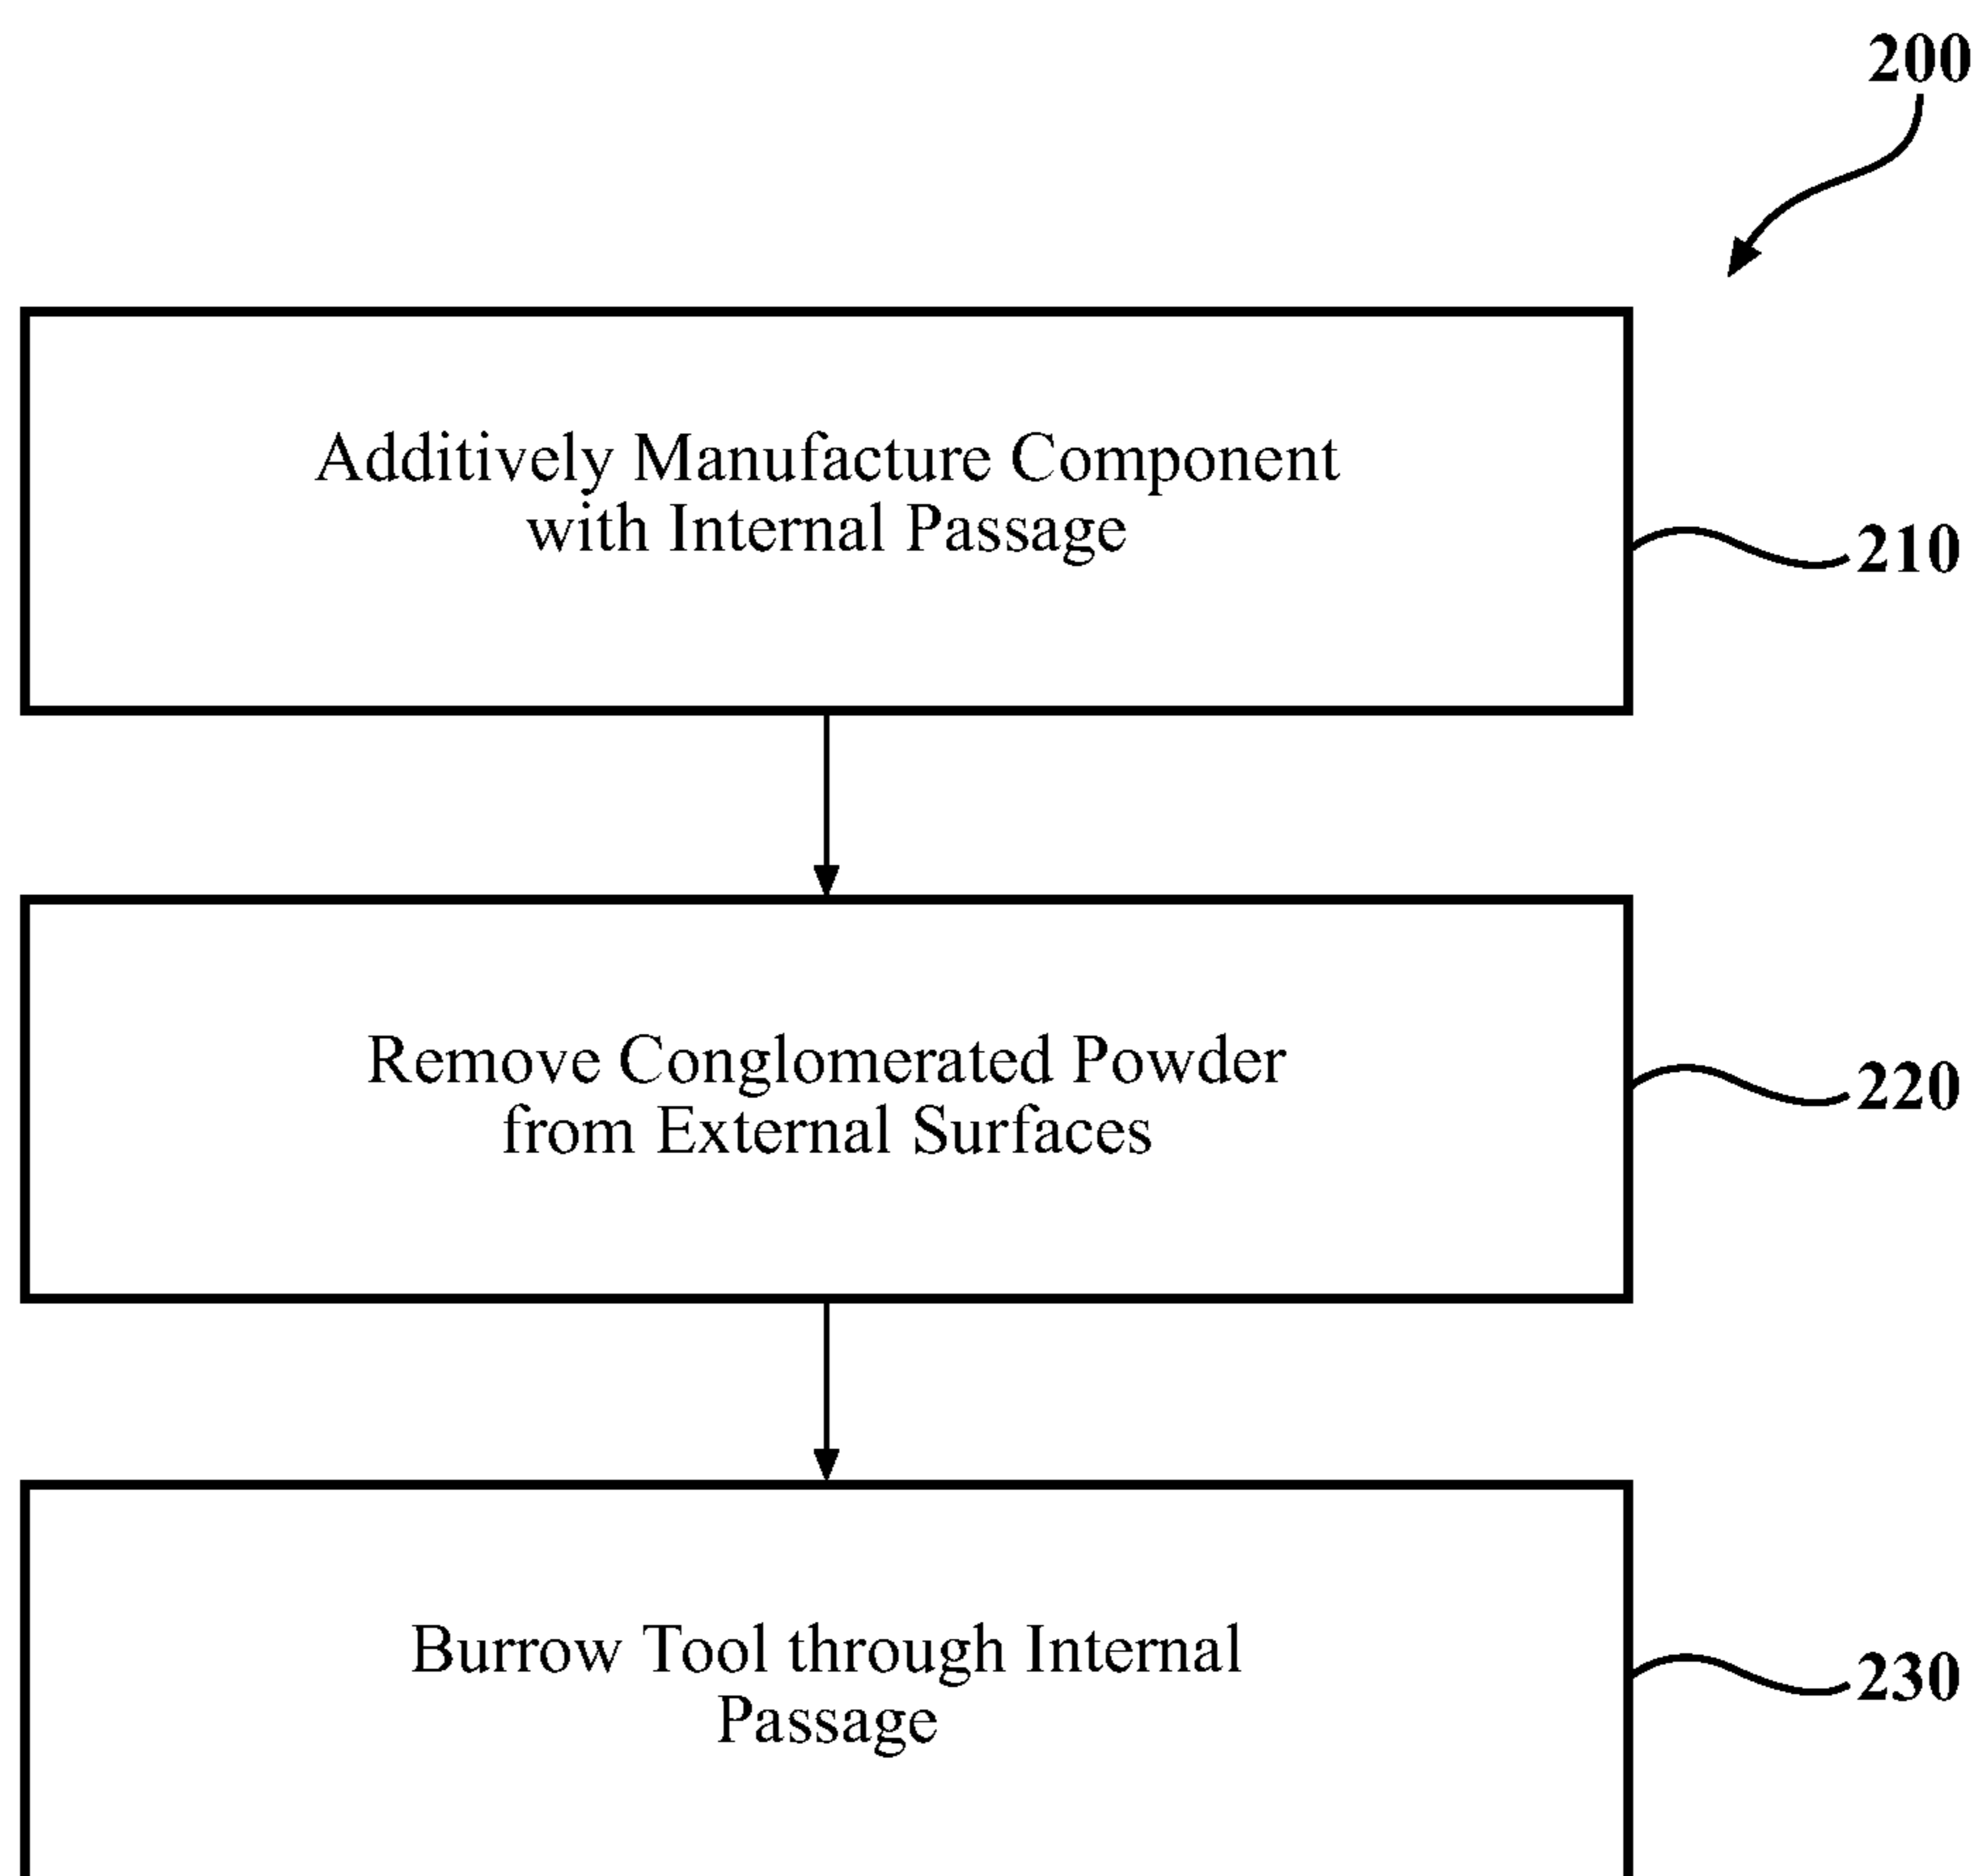 200
Additively Manufacture Component
with Internal Passage
210
Remove Conglomerated Powder
from External Surfaces
220
Burrow Tool through Internal
Passage
230